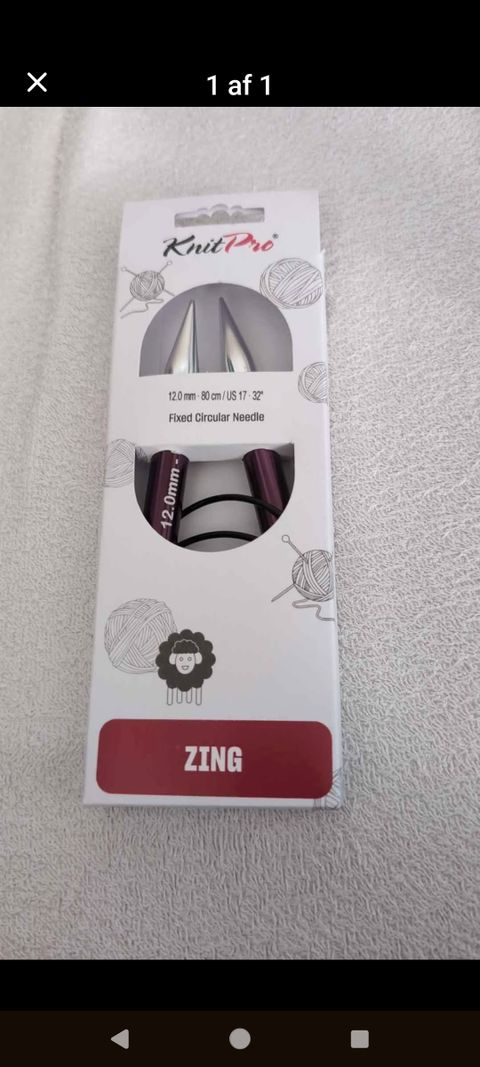 1 af 1
KnitPro®
12.0 mm - 80 cm / US 17 - 32"
Fixed Circular Needle
12.0mm -
ZING